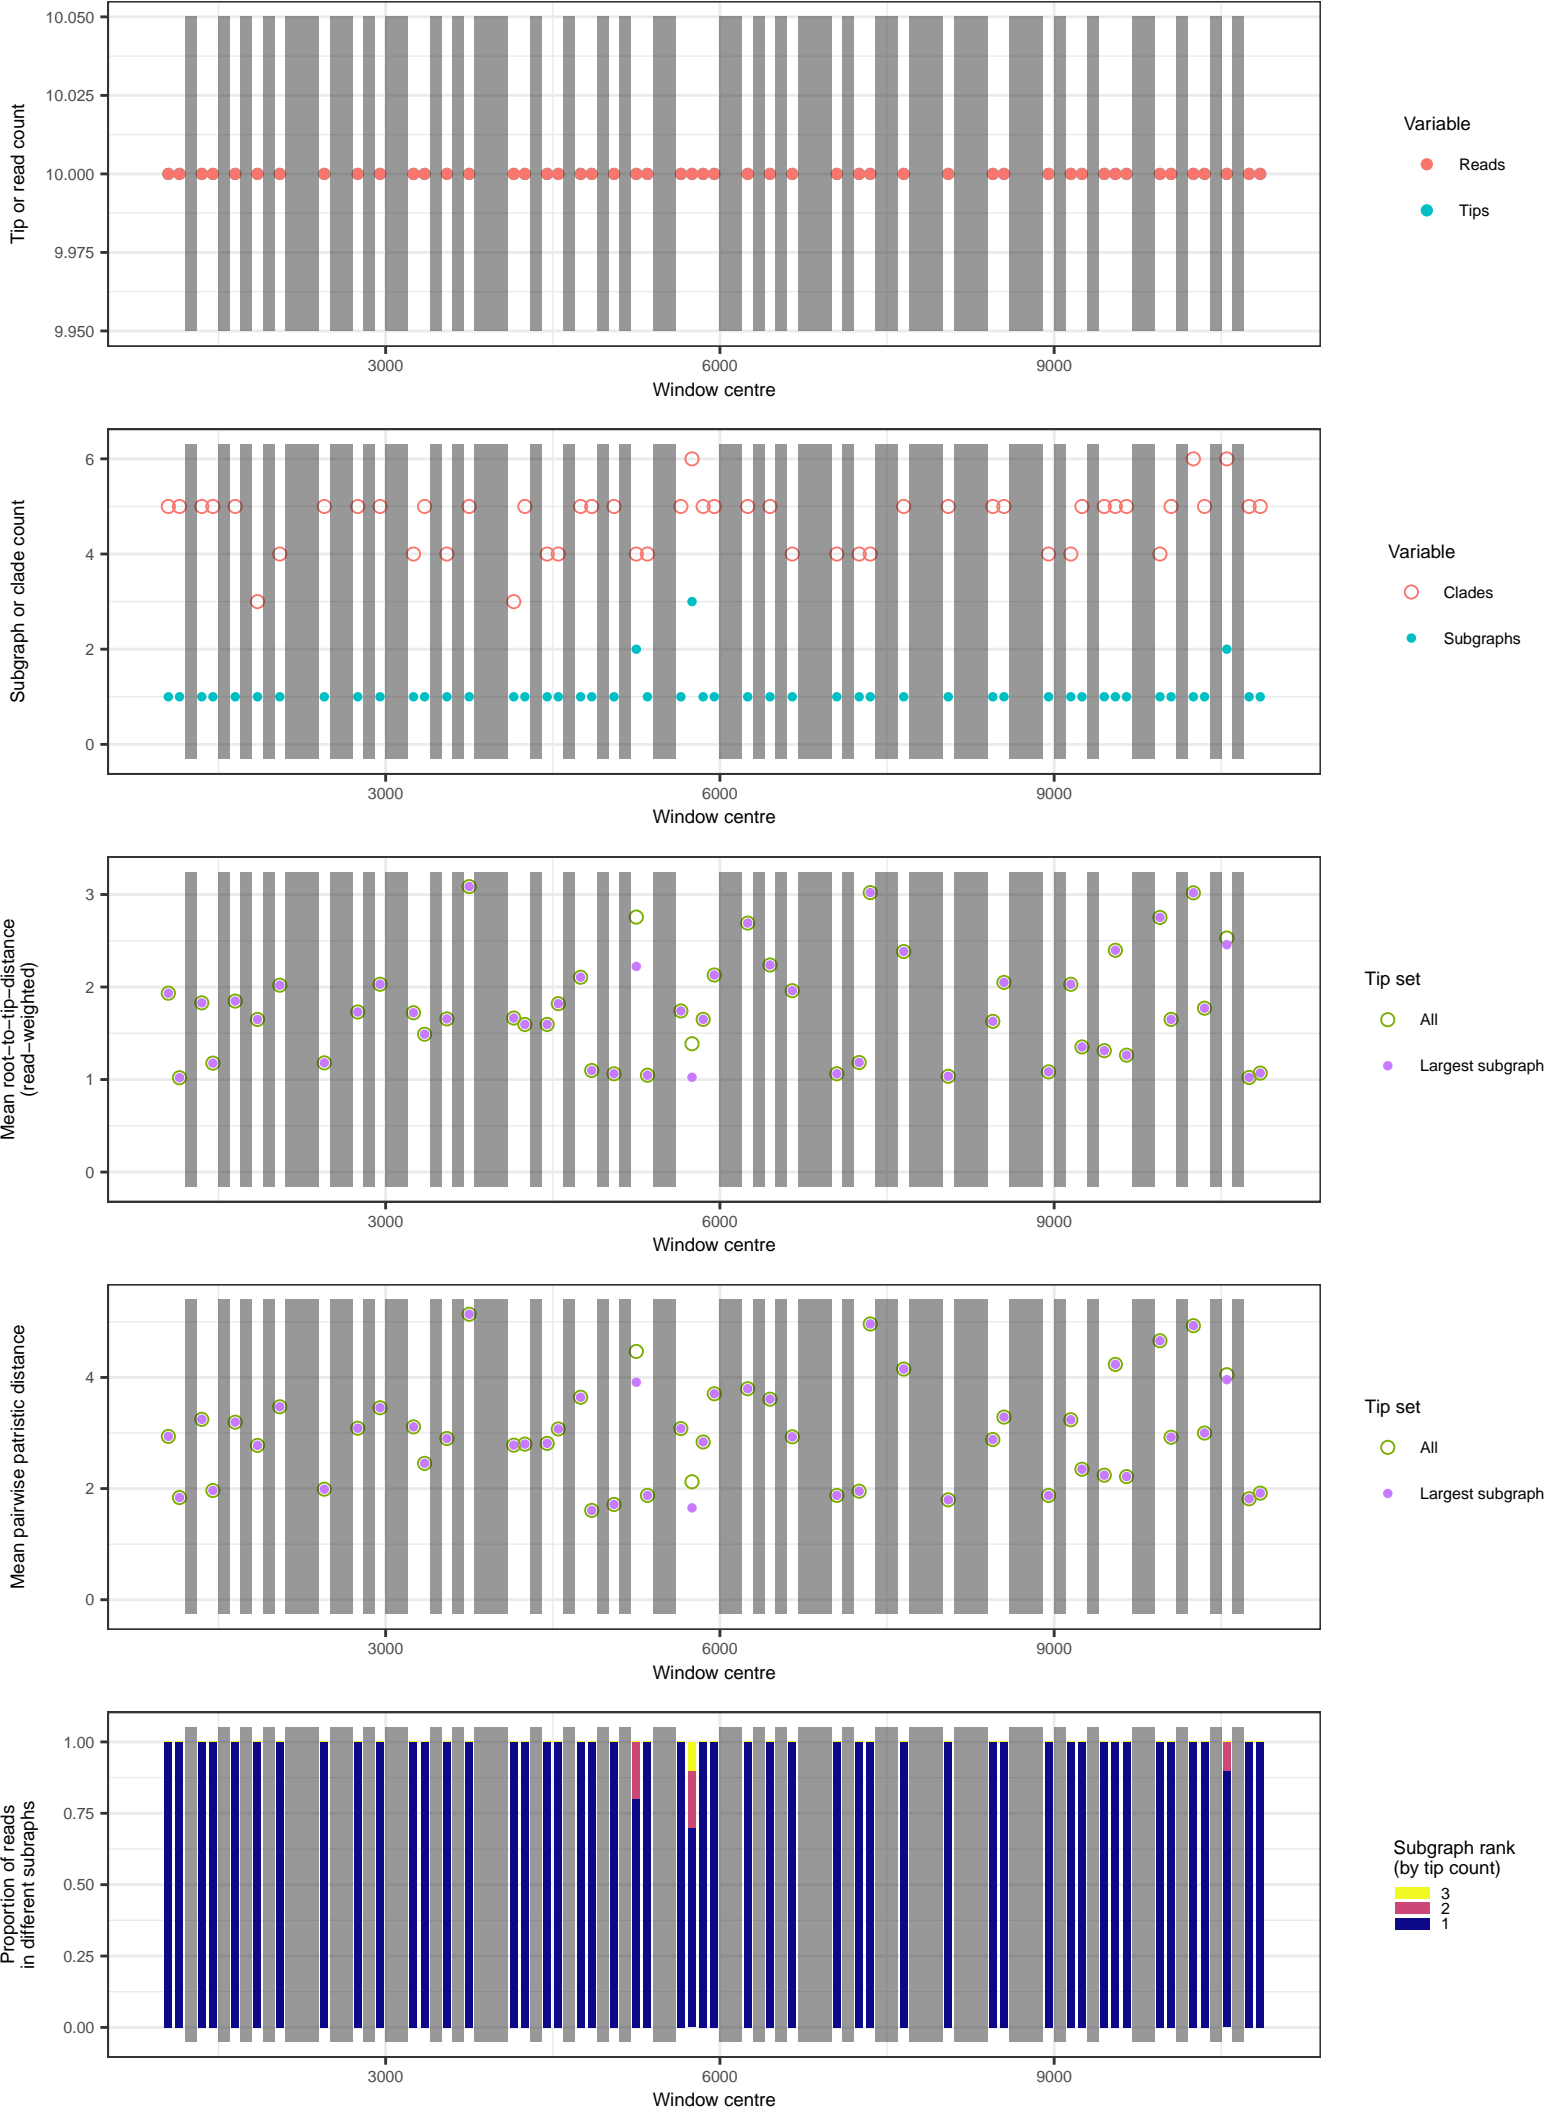 10.050
10.025
10.000
9.975
9.950
Tip or read count
3000
6000
9000
Window centre
Variable
Reads
Tips
6
4
2
0
Subgraph or clade count
3000
6000
9000
Window centre
Variable
Clades
Subgraphs
3
2
1
0
Mean root−to−tip−distance
(read−weighted)
3000
6000
9000
Window centre
Tip set
All
Largest subgraph
4
2
0
Mean pairwise patristic distance
3000
6000
9000
Window centre
Tip set
All
Largest subgraph
1.00
0.75
0.50
0.25
0.00
Proportion of reads
in different subraphs
3000
6000
9000
Window centre
Subgraph rank
(by tip count)
3
2
1